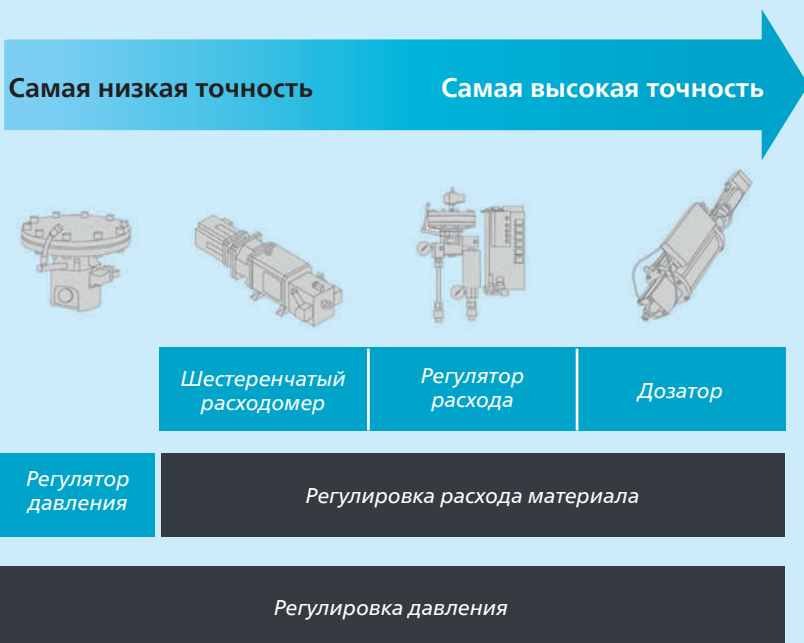 Самая низкая точность
Самая высокая точность
Шестеренчатый
расходомер
Регулятор
расхода
Дозатор
Регулятор
давления
Регулировка расхода материала
Регулировка давления